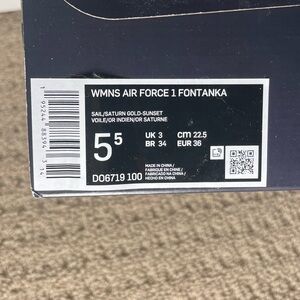 WMNS AIR FORCE 1 FONTANKA
SAIL/SATURN GOLD-SUNSET
VOILE/OR INDIEN/OR SATURNE
5 5
UK 3
cm 22.5
BR 34
EUR 36
MADE IN CHINA/
FABRIQUE EN CHINE/
FABRICADO NA CHINA/
HECHO EN CHINA
DO6719 100